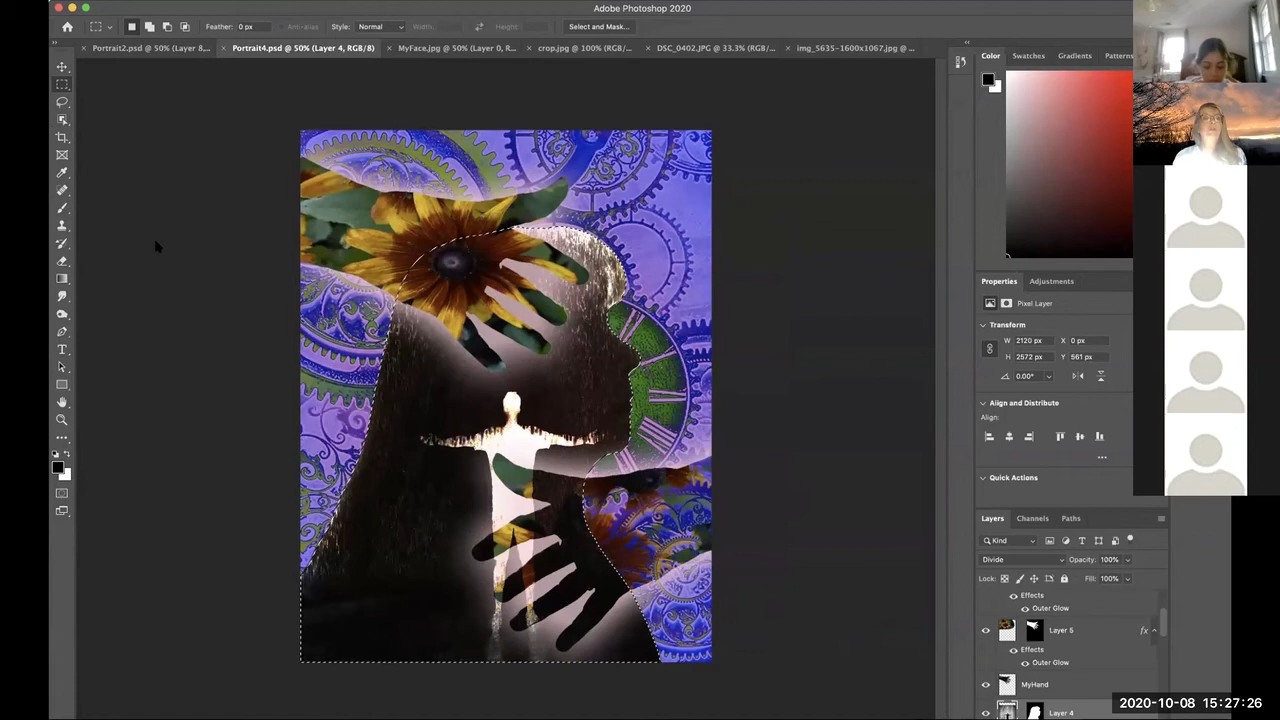 Adobe Photoshop 2020
Feather: 0 px
Anti-alias
Style: Normal
Width:
Height:
Select and Mask...
Portrait2.psd @ 50% (Layer 8,...
Portrait4.psd @ 50% (Layer 4, RGB/8)
MyFace.jpg @ 50% (Layer 0, R...
crop.jpg @ 100% (RGB/...
DSC_0402.JPG @ 33.3% (RGB/...
img_5635-1600x1067.jpg @ ...
Color Swatches Gradients Patterns
Properties Adjustments
Pixel Layer
Transform
W 2120 px X 0 px
H 2572 px Y 561 px
0.00°
Align and Distribute
Align:
...
Quick Actions
Layers Channels Paths
Kind
Divide Opacity: 100%
Lock: Fill: 100%
Effects
Outer Glow
Layer 5 fx
Effects
Outer Glow
MyHand
Layer 4
2020-10-08 15:27:26